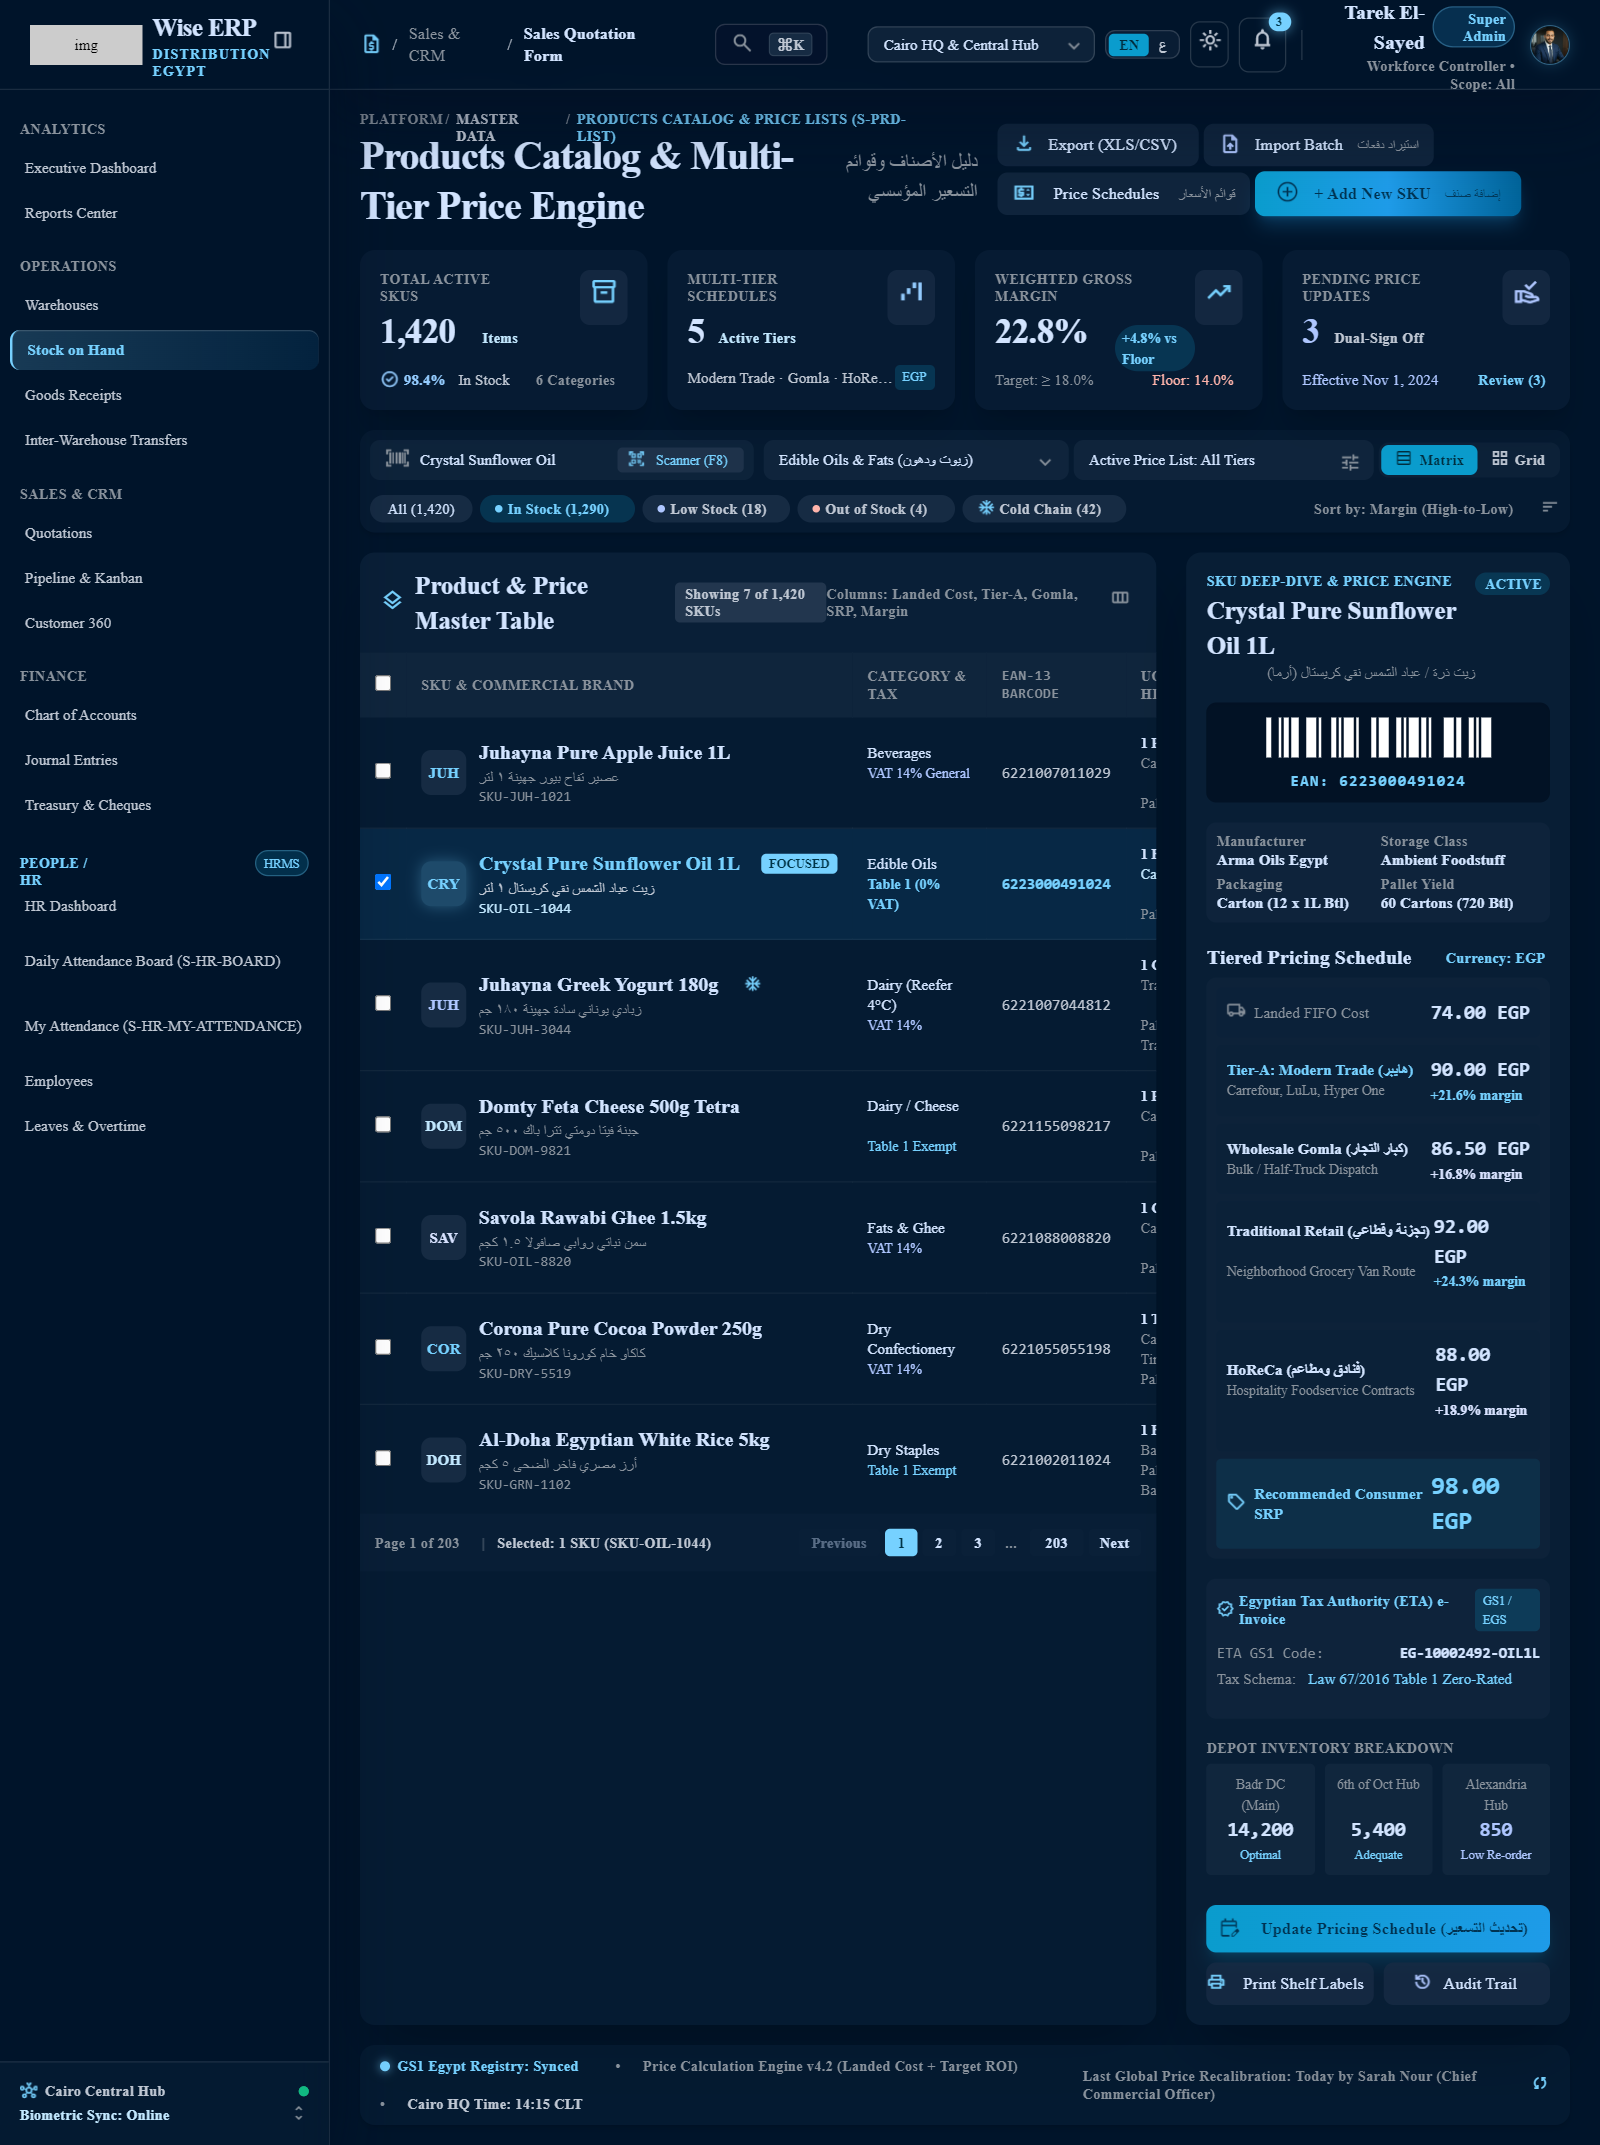 img
Wise ERP
DISTRIBUTION
EGYPT
/
Sales &
CRM
/
Sales Quotation
Form
⌘K
Cairo HQ & Central Hub
EN
ع
3
Tarek El-
Sayed
Super
Admin
Workforce Controller •
Scope: All
ANALYTICS
Executive Dashboard
Reports Center
OPERATIONS
Warehouses
Stock on Hand
Goods Receipts
Inter-Warehouse Transfers
SALES & CRM
Quotations
Pipeline & Kanban
Customer 360
FINANCE
Chart of Accounts
Journal Entries
Treasury & Cheques
PEOPLE /
HR
HRMS
HR Dashboard
Daily Attendance Board (S-HR-BOARD)
My Attendance (S-HR-MY-ATTENDANCE)
Employees
Leaves & Overtime
Cairo Central Hub
Biometric Sync: Online
PLATFORM /
MASTER
DATA
/
PRODUCTS CATALOG & PRICE LISTS (S-PRD-
LIST)
Products Catalog & Multi-
Tier Price Engine
دليل الأصناف وقوائم
التسعير المؤسسي
Export (XLS/CSV)
Import Batch استيراد دفعات
Price Schedules قوائم الأسعار
+ Add New SKU إضافة صنف
TOTAL ACTIVE
SKUS
1,420 Items
98.4% In Stock 6 Categories
MULTI-TIER
SCHEDULES
5 Active Tiers
Modern Trade · Gomla · HoRe... EGP
WEIGHTED GROSS
MARGIN
22.8%
+4.8% vs
Floor
Target: ≥ 18.0% Floor: 14.0%
PENDING PRICE
UPDATES
3 Dual-Sign Off
Effective Nov 1, 2024 Review (3)
Crystal Sunflower Oil
Scanner (F8)
Edible Oils & Fats (زيوت ودهون)
Active Price List: All Tiers
Matrix
Grid
All (1,420)
In Stock (1,290)
Low Stock (18)
Out of Stock (4)
Cold Chain (42)
Sort by: Margin (High-to-Low)
Product & Price
Master Table
Showing 7 of 1,420
SKUs
Columns: Landed Cost, Tier-A, Gomla,
SRP, Margin
SKU & COMMERCIAL BRAND
CATEGORY &
TAX
EAN-13
BARCODE
JUH
Juhayna Pure Apple Juice 1L
عصير تفاح بيور جهينة ١ لتر
SKU-JUH-1021
Beverages
VAT 14% General
6221007011029
CRY
Crystal Pure Sunflower Oil 1L FOCUSED
زيت عباد الشمس نقي كريستال ١ لتر
SKU-OIL-1044
Edible Oils
Table 1 (0%
VAT)
6223000491024
JUH
Juhayna Greek Yogurt 180g
زبادي يوناني سادة جهينة ١٨٠ جم
SKU-JUH-3044
Dairy (Reefer
4°C)
VAT 14%
6221007044812
DOM
Domty Feta Cheese 500g Tetra
جبنة فيتا دومتي تترا باك ٥٠٠ جم
SKU-DOM-9821
Dairy / Cheese
Table 1 Exempt
6221155098217
SAV
Savola Rawabi Ghee 1.5kg
سمن نباتي روابي صافولا ١.٥ كجم
SKU-OIL-8820
Fats & Ghee
VAT 14%
6221088008820
COR
Corona Pure Cocoa Powder 250g
كاكاو خام كورونا كلاسيك ٢٥٠ جم
SKU-DRY-5519
Dry
Confectionery
VAT 14%
6221055055198
DOH
Al-Doha Egyptian White Rice 5kg
أرز مصري فاخر الضحى ٥ كجم
SKU-GRN-1102
Dry Staples
Table 1 Exempt
6221002011024
Page 1 of 203 | Selected: 1 SKU (SKU-OIL-1044)
Previous 1 2 3 ... 203 Next
SKU DEEP-DIVE & PRICE ENGINE
ACTIVE
Crystal Pure Sunflower
Oil 1L
زيت ذرة / عباد الشمس نقي كريستال (أرما)
EAN: 6223000491024
Manufacturer
Arma Oils Egypt
Storage Class
Ambient Foodstuff
Packaging
Carton (12 x 1L Btl)
Pallet Yield
60 Cartons (720 Btl)
Tiered Pricing Schedule Currency: EGP
Landed FIFO Cost 74.00 EGP
Tier-A: Modern Trade (هايبر)
Carrefour, LuLu, Hyper One
90.00 EGP
+21.6% margin
Wholesale Gomla (كبار التجار)
Bulk / Half-Truck Dispatch
86.50 EGP
+16.8% margin
Traditional Retail (تجزئة وقطاعي)
Neighborhood Grocery Van Route
92.00
EGP
+24.3% margin
HoReCa (فنادق ومطاعم)
Hospitality Foodservice Contracts
88.00
EGP
+18.9% margin
Recommended Consumer
SRP
98.00
EGP
Egyptian Tax Authority (ETA) e-
Invoice
GS1 /
EGS
ETA GS1 Code: EG-10002492-OIL1L
Tax Schema: Law 67/2016 Table 1 Zero-Rated
DEPOT INVENTORY BREAKDOWN
Badr DC
(Main)
14,200
Optimal
6th of Oct Hub
5,400
Adequate
Alexandria
Hub
850
Low Re-order
Update Pricing Schedule (تحديث التسعير)
Print Shelf Labels
Audit Trail
GS1 Egypt Registry: Synced
• Price Calculation Engine v4.2 (Landed Cost + Target ROI)
• Cairo HQ Time: 14:15 CLT
Last Global Price Recalibration: Today by Sarah Nour (Chief
Commercial Officer)